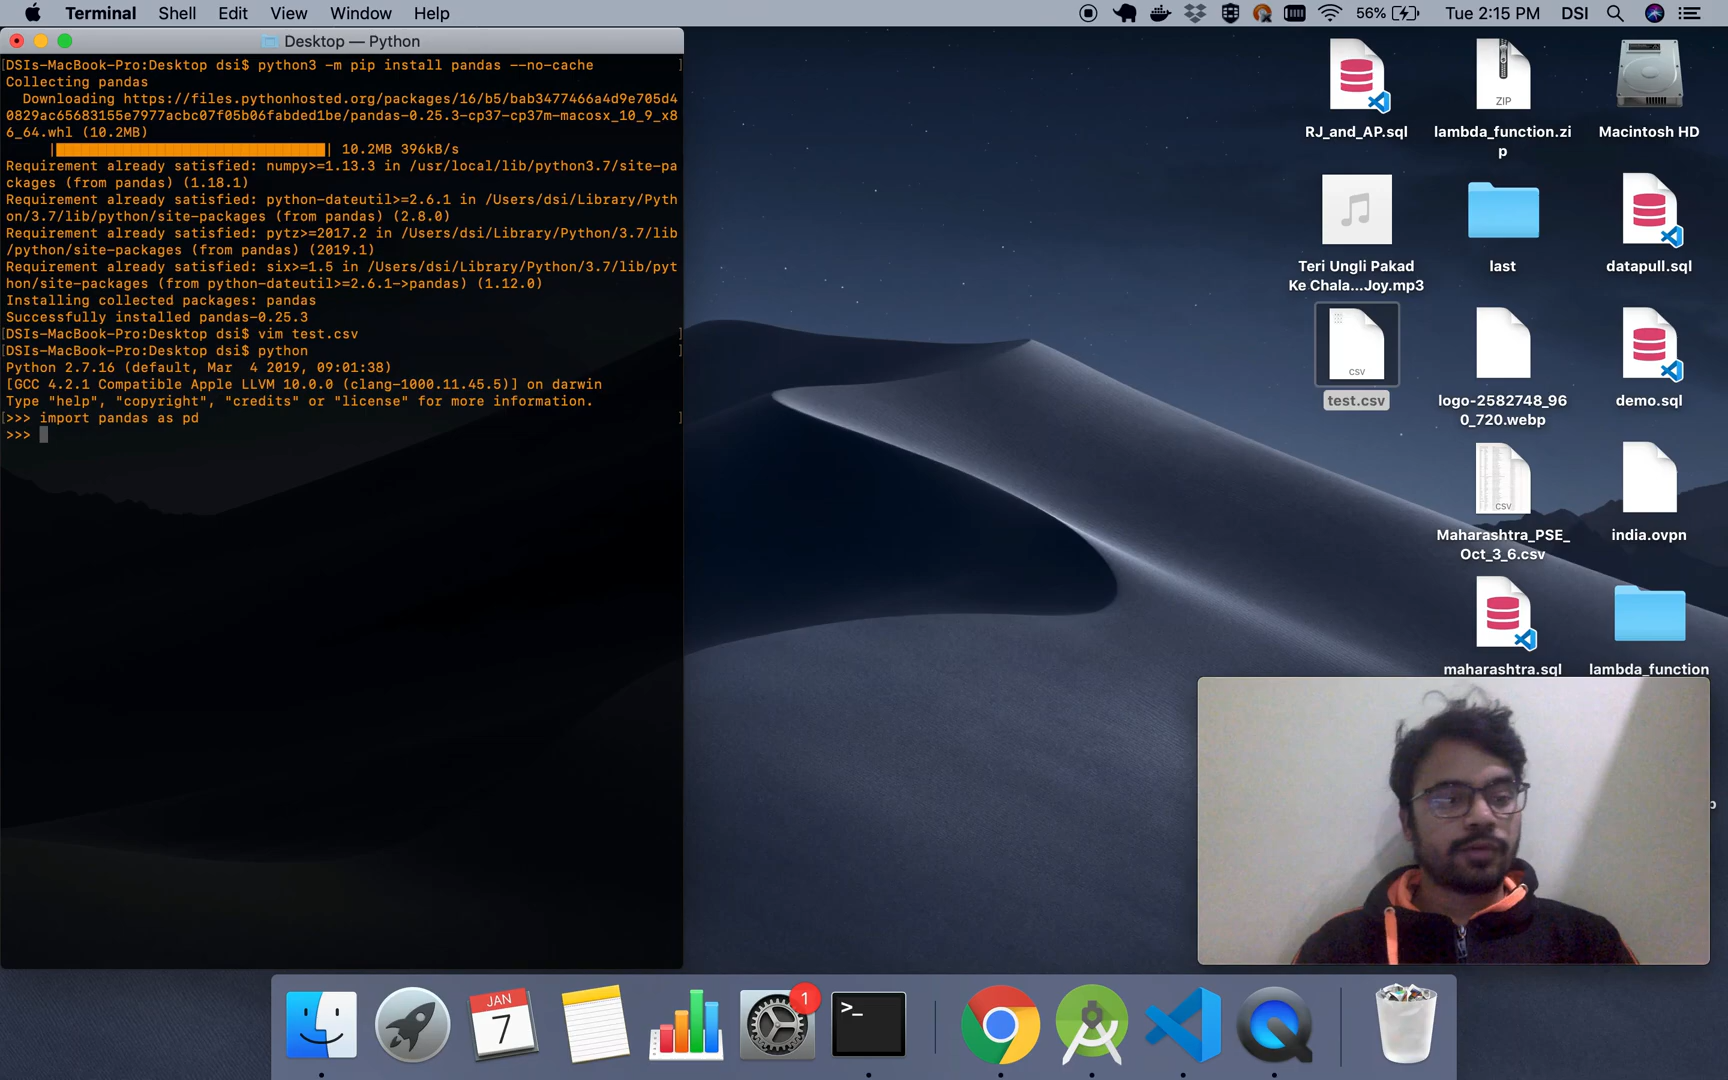 Terminal Shell Edit View Window Help
56% Tue 2:15 PM DSI
Desktop — Python
[DSIs-MacBook-Pro:Desktop dsi$ python3 -m pip install pandas --no-cache ]
Collecting pandas
Downloading https://files.pythonhosted.org/packages/16/b5/bab3477466a4d9e705d4
0829ac65683155e7977acbc07f05b06fabded1be/pandas-0.25.3-cp37-cp37m-macosx_10_9_x8
6_64.whl (10.2MB)
| | 10.2MB 396kB/s
Requirement already satisfied: numpy>=1.13.3 in /usr/local/lib/python3.7/site-pa
ckages (from pandas) (1.18.1)
Requirement already satisfied: python-dateutil>=2.6.1 in /Users/dsi/Library/Pyth
on/3.7/lib/python/site-packages (from pandas) (2.8.0)
Requirement already satisfied: pytz>=2017.2 in /Users/dsi/Library/Python/3.7/lib
/python/site-packages (from pandas) (2019.1)
Requirement already satisfied: six>=1.5 in /Users/dsi/Library/Python/3.7/lib/pyt
hon/site-packages (from python-dateutil>=2.6.1->pandas) (1.12.0)
Installing collected packages: pandas
Successfully installed pandas-0.25.3
[DSIs-MacBook-Pro:Desktop dsi$ vim test.csv ]
[DSIs-MacBook-Pro:Desktop dsi$ python ]
Python 2.7.16 (default, Mar  4 2019, 09:01:38)
[GCC 4.2.1 Compatible Apple LLVM 10.0.0 (clang-1000.11.45.5)] on darwin
Type "help", "copyright", "credits" or "license" for more information.
[>>> import pandas as pd ]
>>>
ZIP
RJ_and_AP.sql
lambda_function.zi
p
Macintosh HD
Teri Ungli Pakad
Ke Chala...Joy.mp3
last
datapull.sql
CSV
test.csv
logo-2582748_96
0_720.webp
demo.sql
CSV
Maharashtra_PSE_
Oct_3_6.csv
india.ovpn
maharashtra.sql
lambda_function
p
JAN
7
1
>_